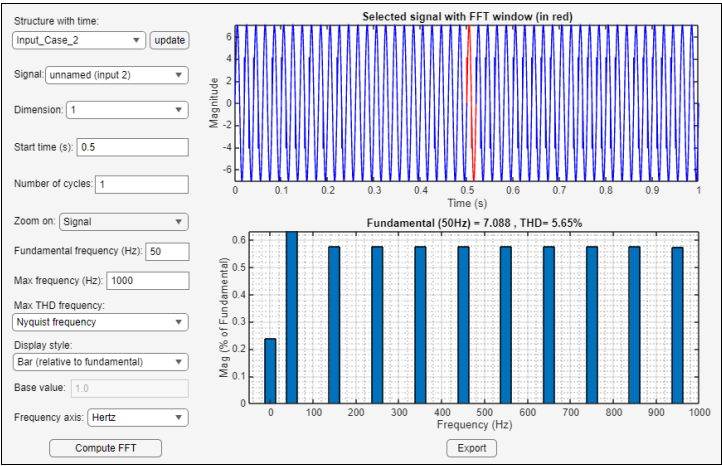 Structure with time:
Input_Case_2
update
Signal: unnamed (input 2)
Dimension: 1
Start time (s): 0.5
Number of cycles: 1
Zoom on: Signal
Fundamental frequency (Hz): 50
Max frequency (Hz): 1000
Max THD frequency:
Nyquist frequency
Display style:
Bar (relative to fundamental)
Base value: 1.0
Frequency axis: Hertz
Compute FFT
Selected signal with FFT window (in red)
Magnitude
6
4
2
0
-2
-4
-6
0 0.1 0.2 0.3 0.4 0.5 0.6 0.7 0.8 0.9 1
Time (s)
Fundamental (50Hz) = 7.088 , THD= 5.65%
Mag (% of Fundamental)
0.6
0.5
0.4
0.3
0.2
0.1
0
0 100 200 300 400 500 600 700 800 900 1000
Frequency (Hz)
Export